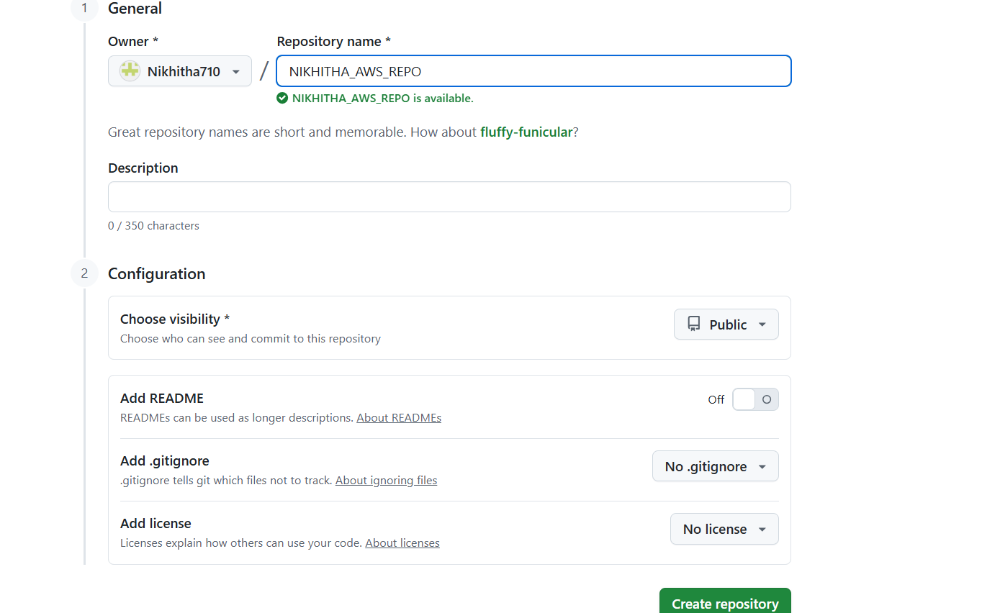 1 General
Owner *
Repository name *
Nikhitha710 / NIKHITHA_AWS_REPO
NIKHITHA_AWS_REPO is available.
Great repository names are short and memorable. How about fluffy-funicular?
Description
0 / 350 characters
2 Configuration
Choose visibility *
Choose who can see and commit to this repository
Public
Add README
READMEs can be used as longer descriptions. About READMEs
Off
Add .gitignore
.gitignore tells git which files not to track. About ignoring files
No .gitignore
Add license
Licenses explain how others can use your code. About licenses
No license
Create repository